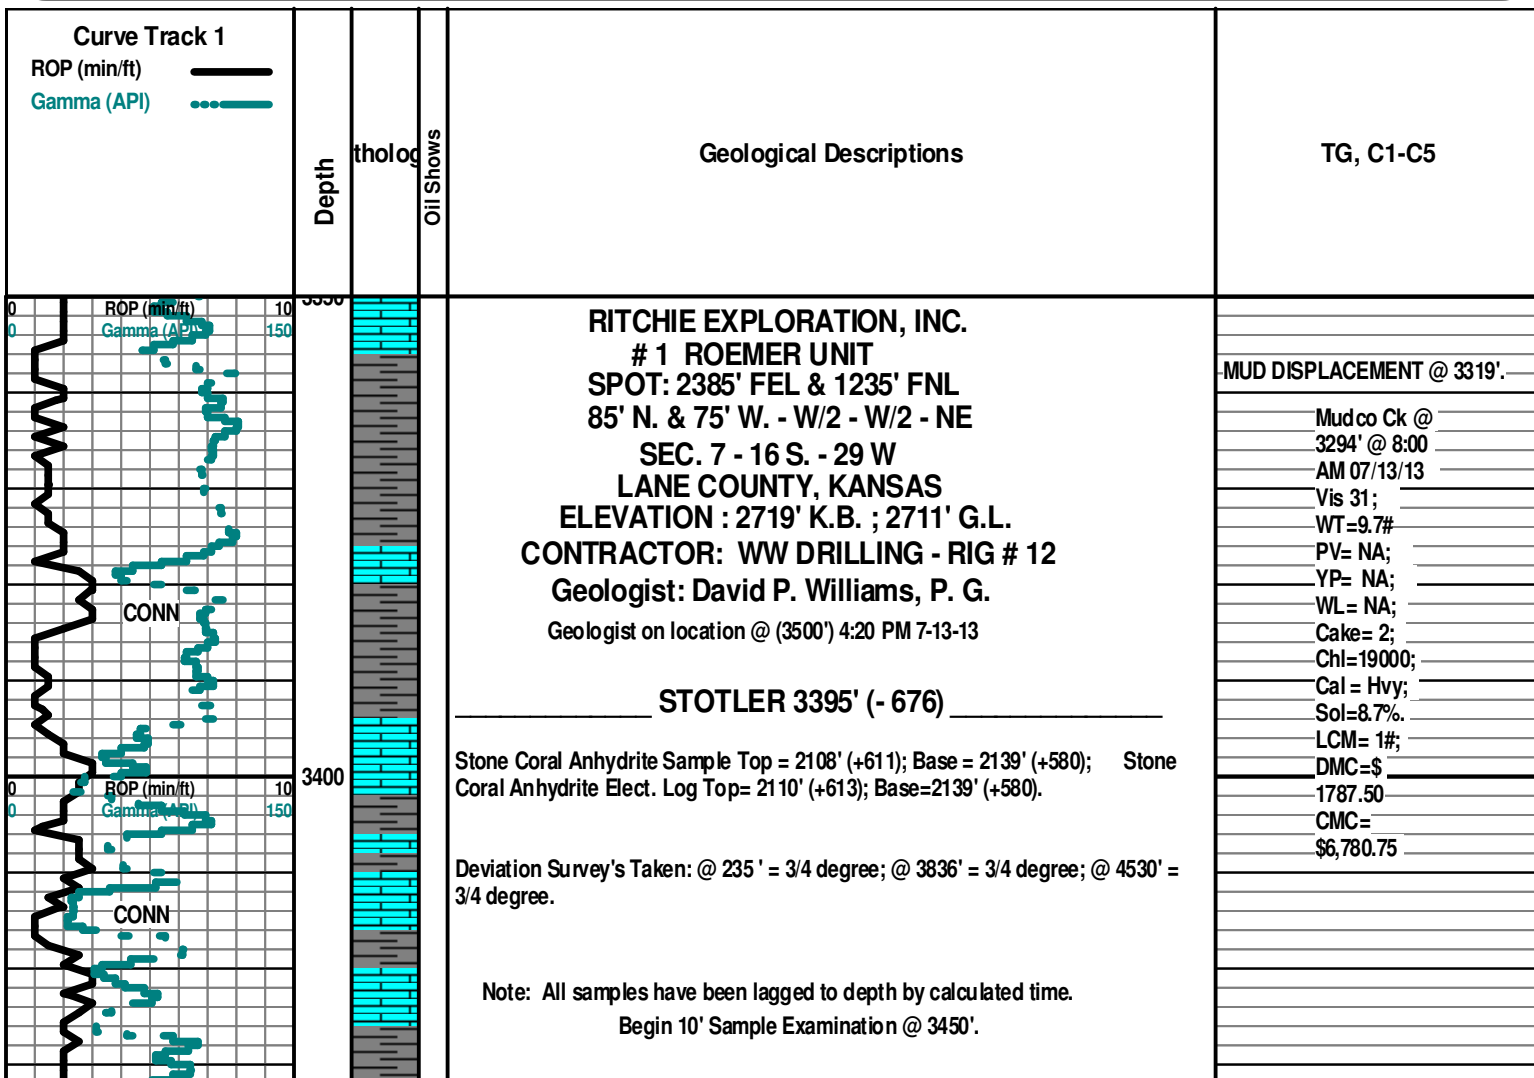 Curve Track 1
ROP (min/ft)
Gamma (API)
Depth
tholog
Oil Shows
Geological Descriptions
TG, C1-C5
0 ROP (min/ft) 10
0 Gamma (API) 150
3350
CONN
RITCHIE EXPLORATION, INC.
# 1 ROEMER UNIT
SPOT: 2385' FEL & 1235' FNL
85' N. & 75' W. - W/2 - W/2 - NE
SEC. 7 - 16 S. - 29 W
LANE COUNTY, KANSAS
ELEVATION : 2719' K.B. ; 2711' G.L.
CONTRACTOR: WW DRILLING - RIG # 12
Geologist: David P. Williams, P. G.
Geologist on location @ (3500') 4:20 PM 7-13-13
STOTLER 3395' (- 676)
Stone Coral Anhydrite Sample Top = 2108' (+611); Base = 2139' (+580); Stone
Coral Anhydrite Elect. Log Top= 2110' (+613); Base=2139' (+580).
3400
0 ROP (min/ft) 10
0 Gamma (API) 150
CONN
Deviation Survey's Taken: @ 235 ' = 3/4 degree; @ 3836' = 3/4 degree; @ 4530' =
3/4 degree.
Note: All samples have been lagged to depth by calculated time.
Begin 10' Sample Examination @ 3450'.
MUD DISPLACEMENT @ 3319'.
Mudco Ck @
3294' @ 8:00
AM 07/13/13
Vis 31;
WT=9.7#
PV= NA;
YP= NA;
WL= NA;
Cake= 2;
Chl=19000;
Cal = Hvy;
Sol=8.7%.
LCM= 1#;
DMC=$
1787.50
CMC=
$6,780.75